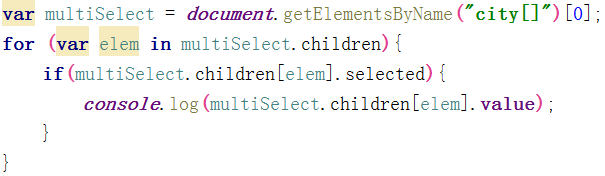 var multiSelect = document.getElementsByName("city[]")[0];
for (var elem in multiSelect.children){
    if(multiSelect.children[elem].selected){
        console.log(multiSelect.children[elem].value);
    }
}